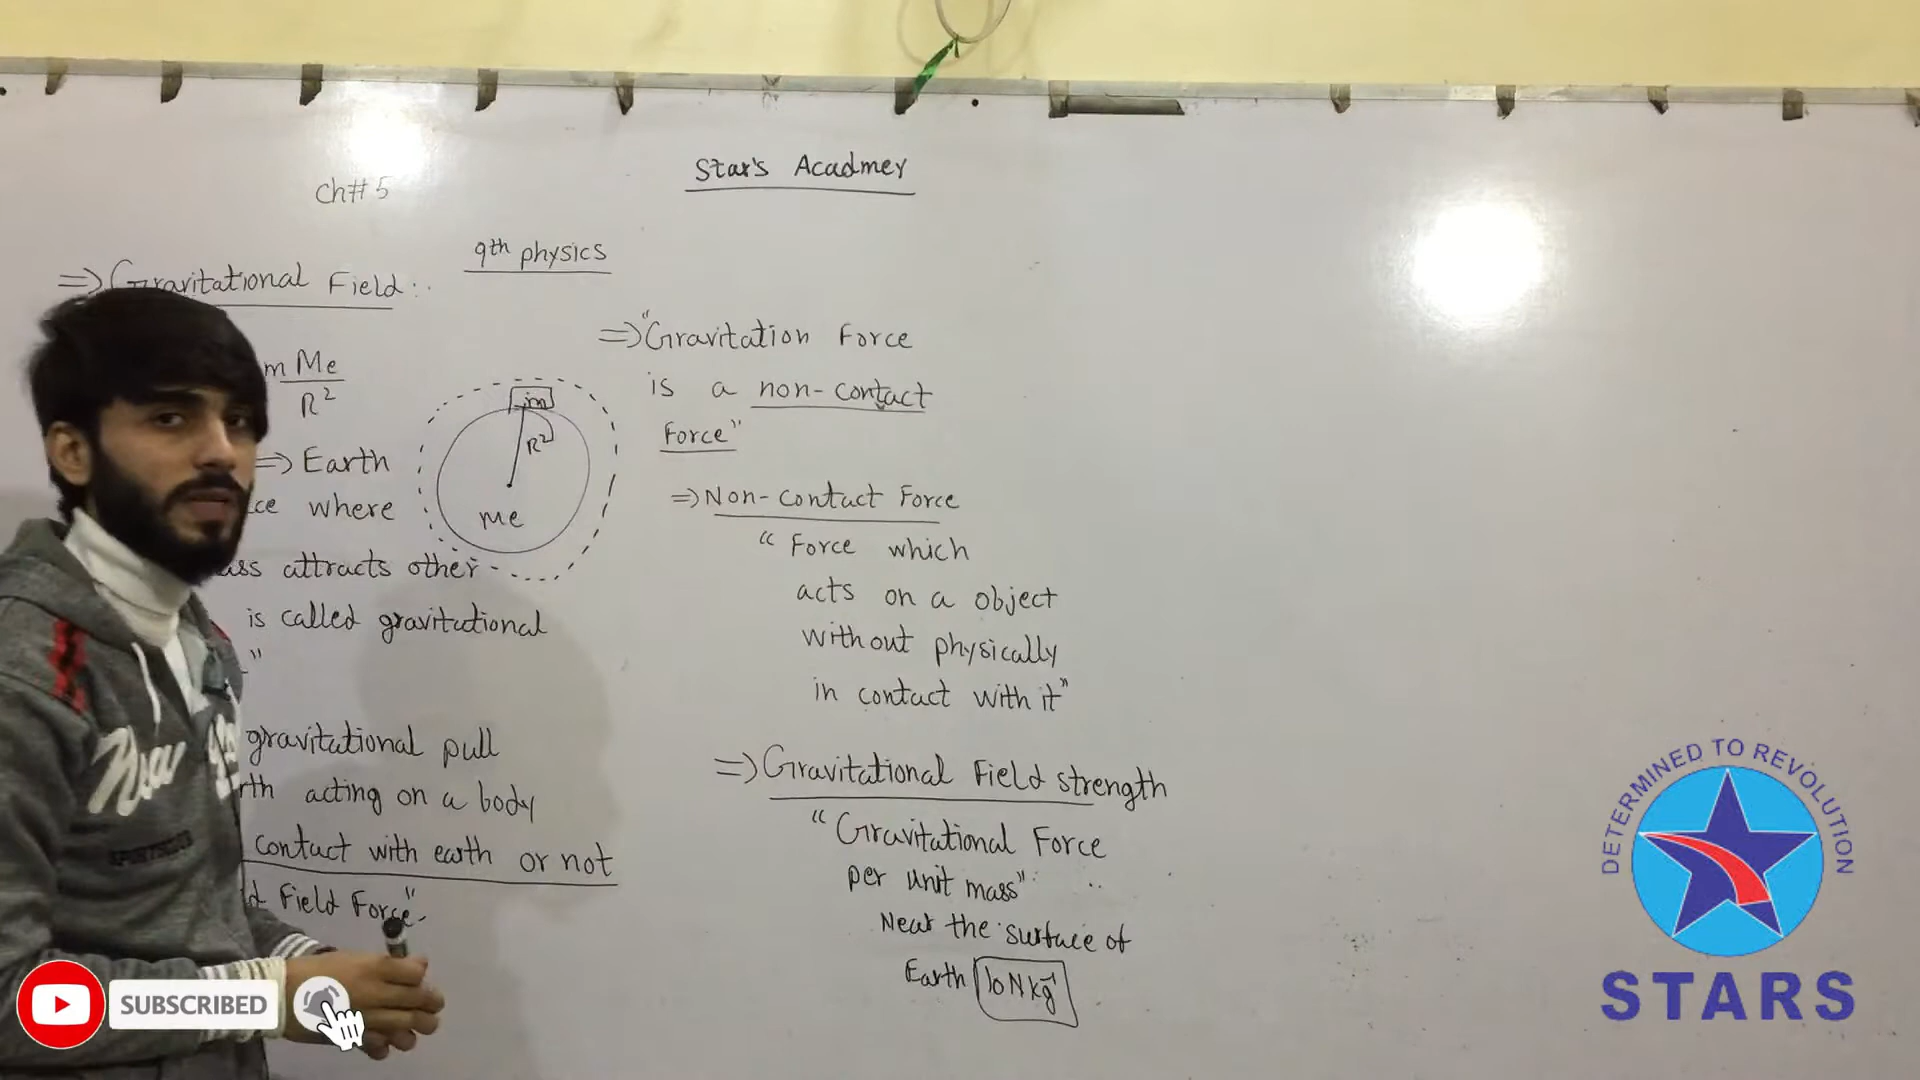 Star's Acadmey
Ch# 5
9th physics
=> Gravitational Field:.
m Me
R²
=> Earth
where
attracts other
is called gravitational
"
gravitational pull
acting on a body
contact with earth or not
Field Force"
m
R²
Me
=> "Gravitation Force
is a non-contact
Force"
=> Non-contact Force
"Force which
acts on a object
without physically
in contact with it"
=> Gravitational Field strength
"Gravitational Force
per unit mass"
Near the surface of
Earth 10 N kg⁻¹
New
SUBSCRIBED
DETERMINED TO REVOLUTION
STARS